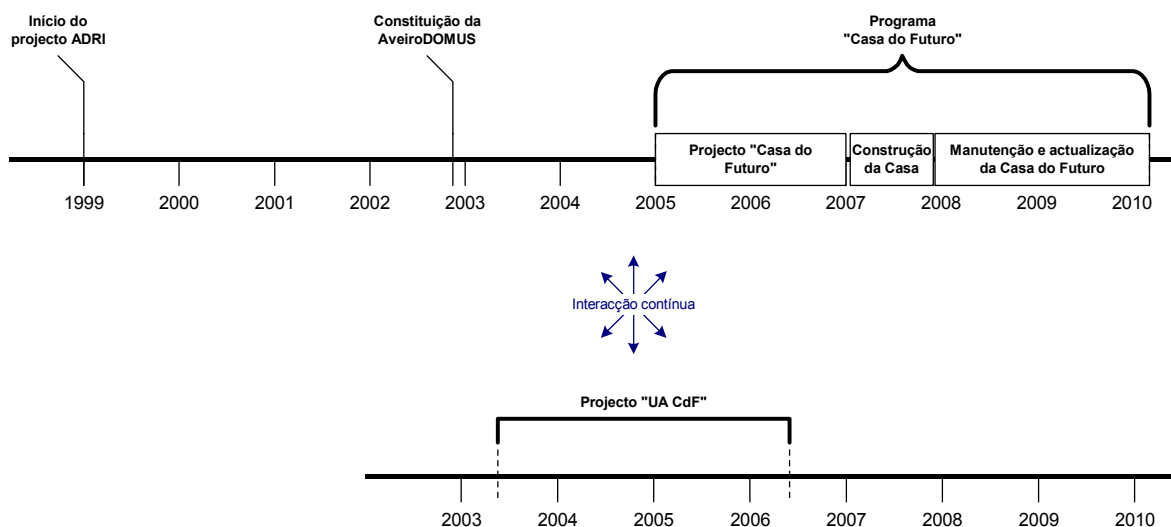 Início do
projecto ADRI
Constituição da
AveiroDOMUS
Programa
"Casa do Futuro"
Projecto "Casa do
Futuro"
Construção
da Casa
Manutenção e actualização
da Casa do Futuro
1999 2000 2001 2002 2003 2004 2005 2006 2007 2008 2009 2010
Interacção contínua
Projecto "UA CdF"
2003 2004 2005 2006 2007 2008 2009 2010